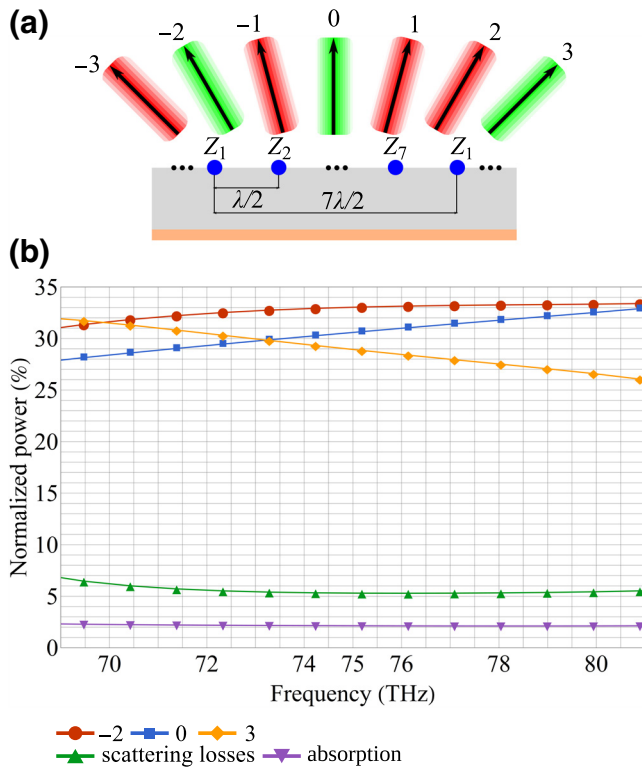 (a)
−3 −2 −1 0 1 2 3
Z1 Z2 Z7 Z1
••• ••• •••
λ/2 7λ/2
(b)
Normalized power (%)
35
30
25
20
15
10
5
0
70 72 74 75 76 78 80
Frequency (THz)
−2 0 3
scattering losses absorption